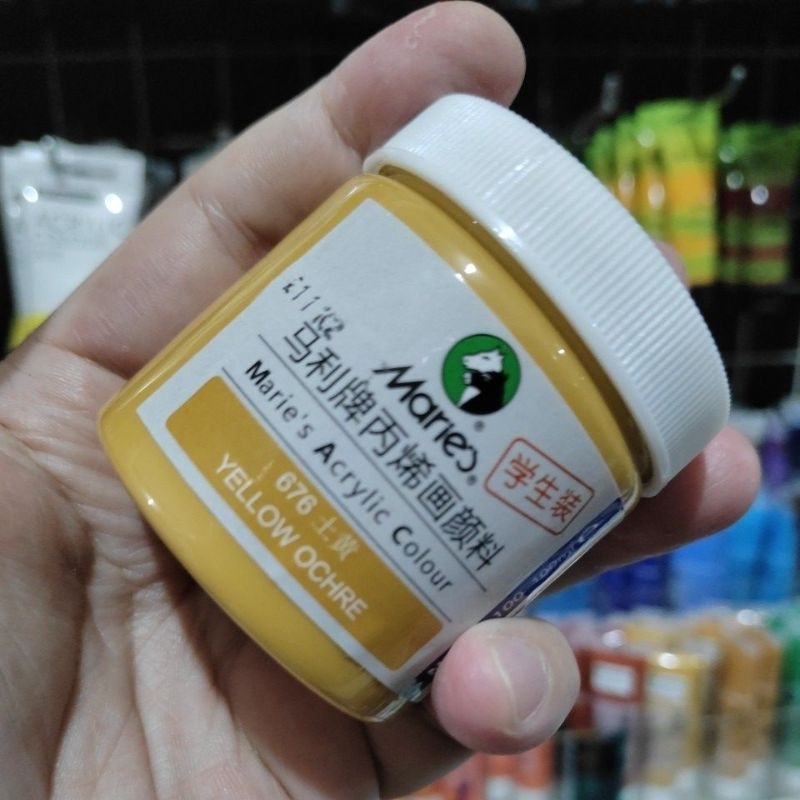 Marie's®
®
学生装
马利牌丙烯画颜料
Marie's Acrylic Colour
676 土黄
YELLOW OCHRE